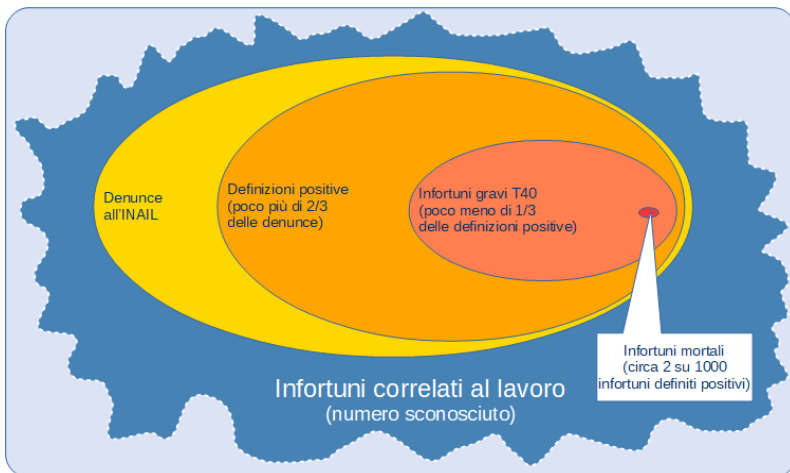 Denunce
all'INAIL
Definizioni positive
(poco più di 2/3
delle denunce)
Infortuni gravi T40
(poco meno di 1/3
delle definizioni positive)
Infortuni mortali
(circa 2 su 1000
infortuni definiti positivi)
Infortuni correlati al lavoro
(numero sconosciuto)